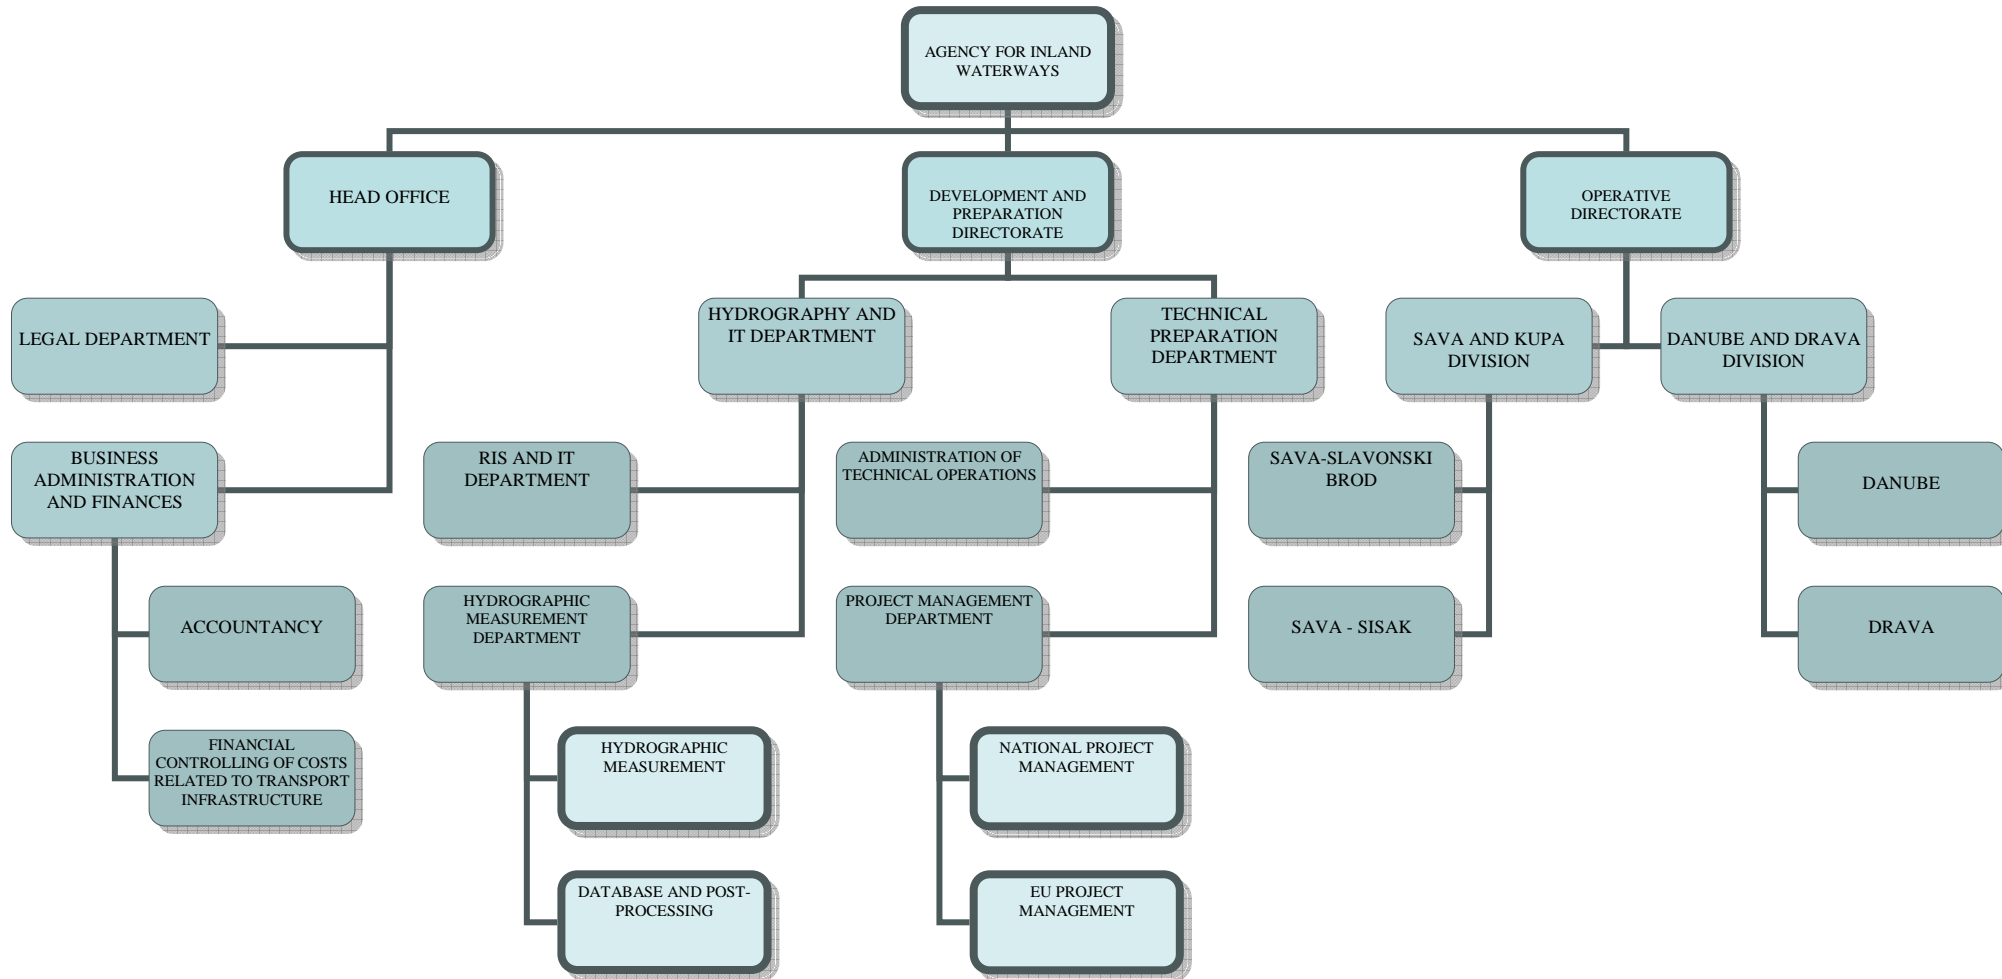 AGENCY FOR INLAND
WATERWAYS
HEAD OFFICE
DEVELOPMENT AND
PREPARATION
DIRECTORATE
OPERATIVE
DIRECTORATE
LEGAL DEPARTMENT
HYDROGRAPHY AND
IT DEPARTMENT
TECHNICAL
PREPARATION
DEPARTMENT
SAVA AND KUPA
DIVISION
DANUBE AND DRAVA
DIVISION
BUSINESS
ADMINISTRATION
AND FINANCES
RIS AND IT
DEPARTMENT
ADMINISTRATION OF
TECHNICAL OPERATIONS
SAVA-SLAVONSKI
BROD
DANUBE
ACCOUNTANCY
HYDROGRAPHIC
MEASUREMENT
DEPARTMENT
PROJECT MANAGEMENT
DEPARTMENT
SAVA - SISAK
DRAVA
FINANCIAL
CONTROLLING OF COSTS
RELATED TO TRANSPORT
INFRASTRUCTURE
HYDROGRAPHIC
MEASUREMENT
NATIONAL PROJECT
MANAGEMENT
DATABASE AND POST-
PROCESSING
EU PROJECT
MANAGEMENT